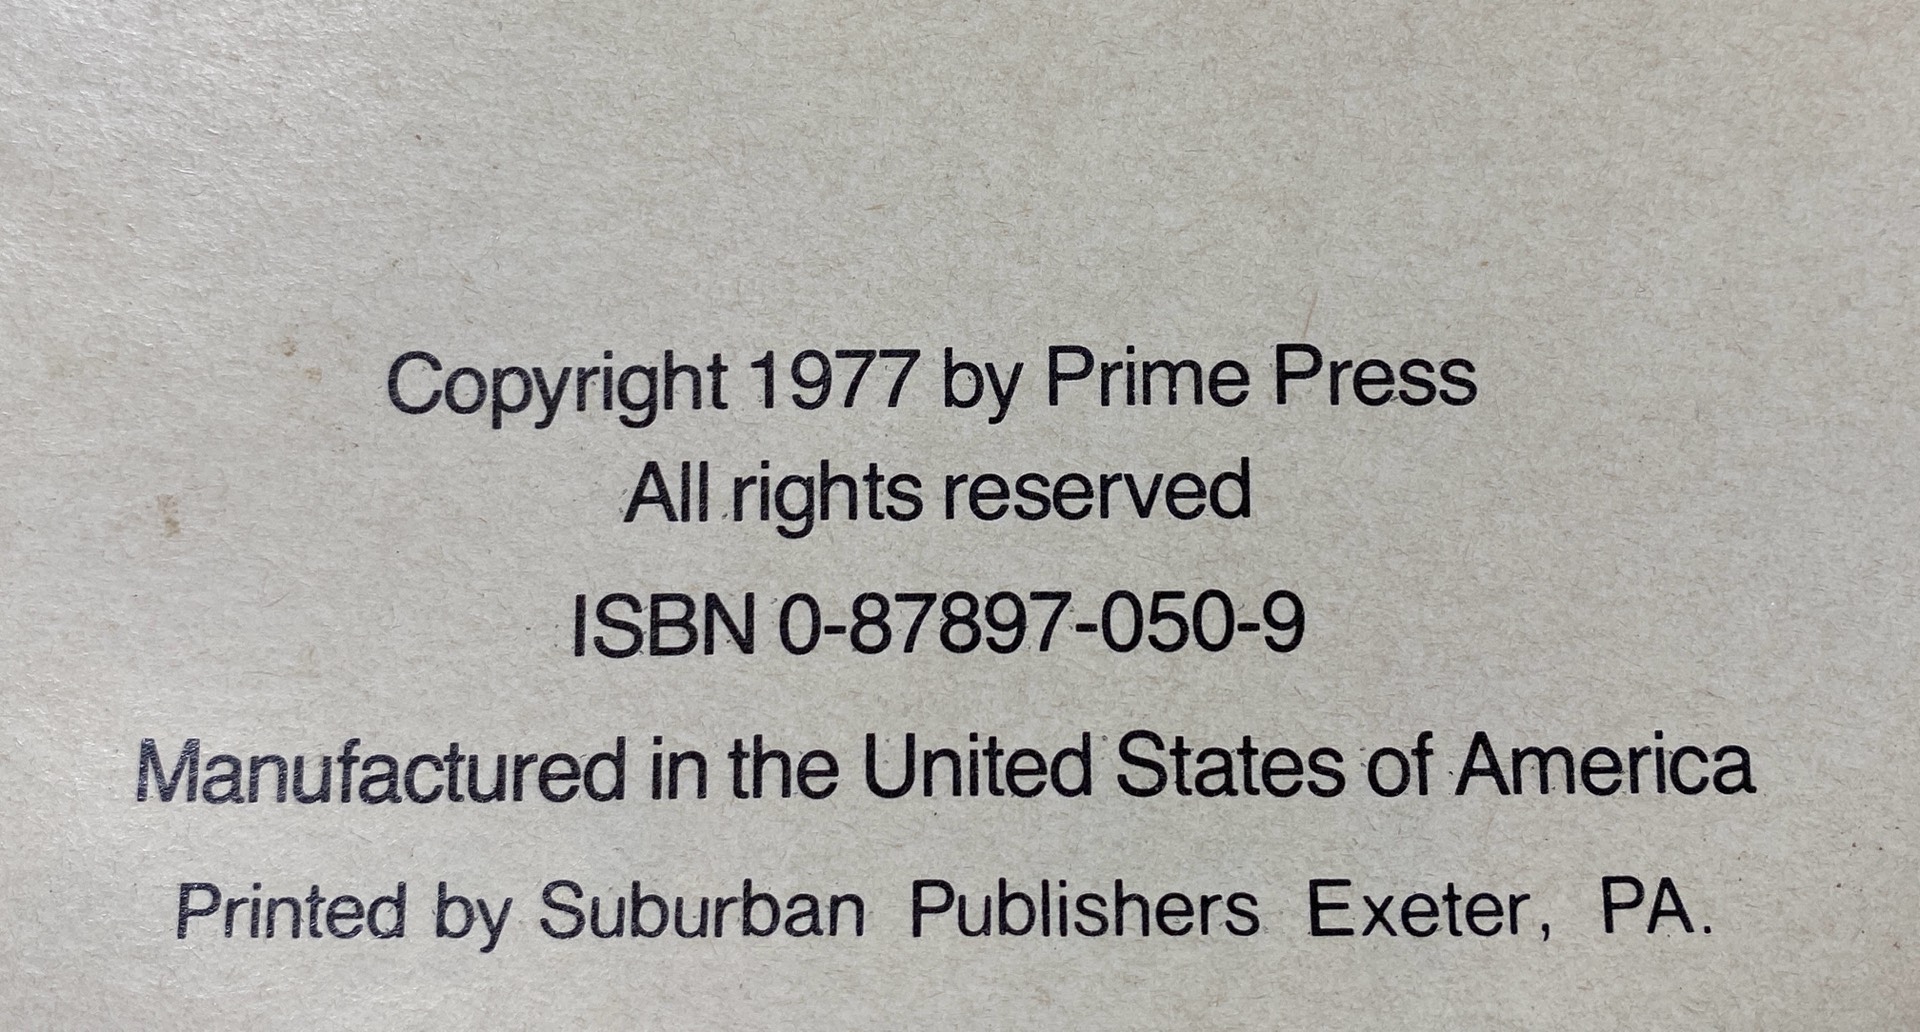 Copyright 1977 by Prime Press
All rights reserved
ISBN 0-87897-050-9
Manufactured in the United States of America
Printed by Suburban Publishers Exeter, PA.